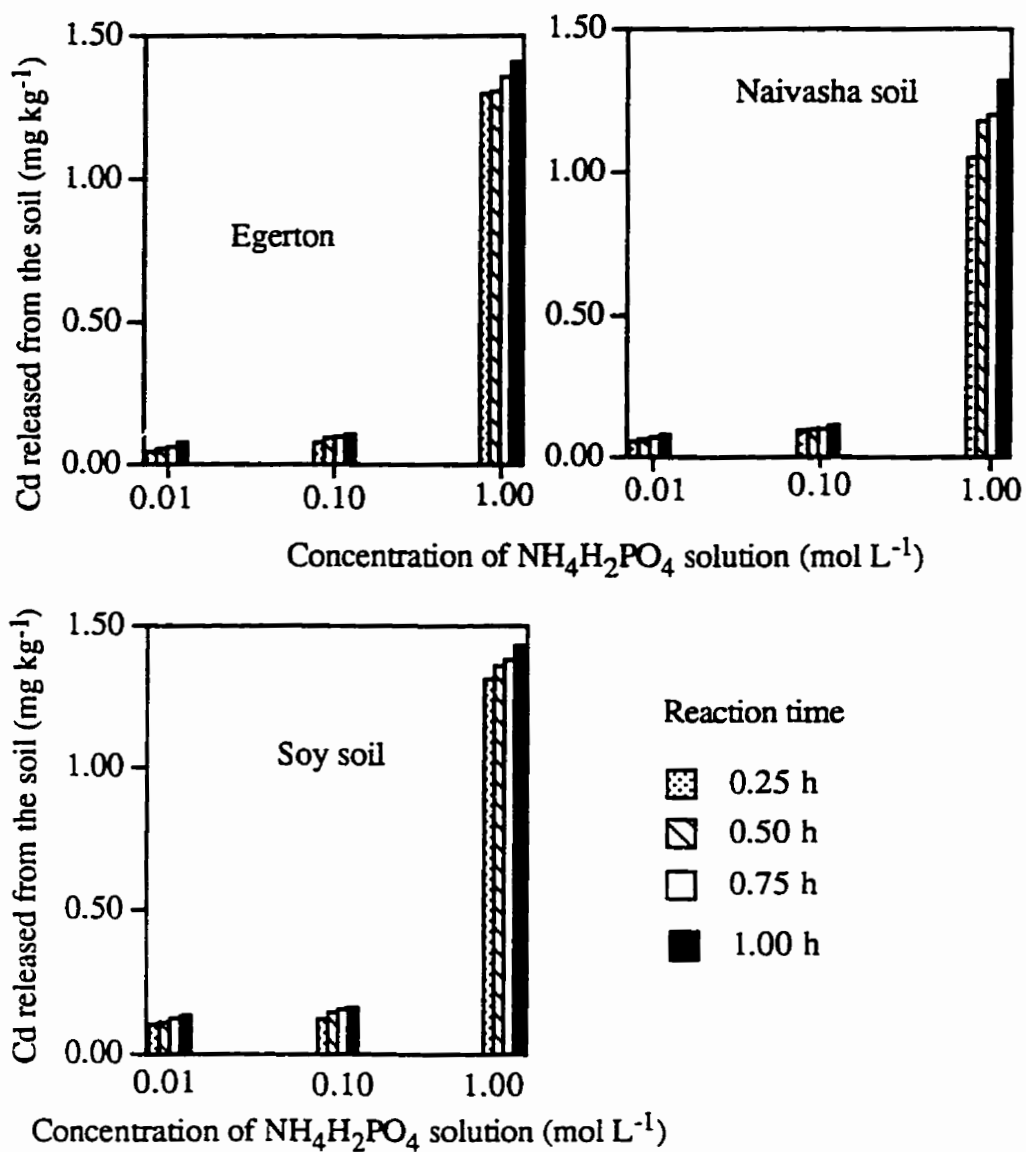 Cd released from the soil (mg kg⁻¹)
1.50
1.00
0.50
0.00
Egerton
0.01
0.10
1.00
1.50
1.00
0.50
0.00
Naivasha soil
0.01
0.10
1.00
Concentration of NH₄H₂PO₄ solution (mol L⁻¹)
Cd released from the soil (mg kg⁻¹)
1.50
1.00
0.50
0.00
Soy soil
0.01
0.10
1.00
Concentration of NH₄H₂PO₄ solution (mol L⁻¹)
Reaction time
0.25 h
0.50 h
0.75 h
1.00 h